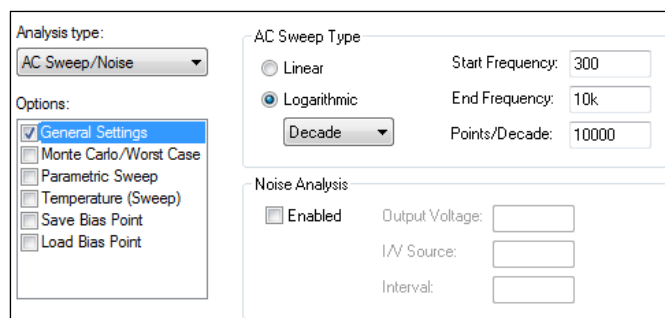 Analysis type:
AC Sweep/Noise
Options:
General Settings
Monte Carlo/Worst Case
Parametric Sweep
Temperature (Sweep)
Save Bias Point
Load Bias Point
AC Sweep Type
Linear
Logarithmic
Decade
Start Frequency: 300
End Frequency: 10k
Points/Decade: 10000
Noise Analysis
Enabled
Output Voltage:
I/V Source:
Interval: